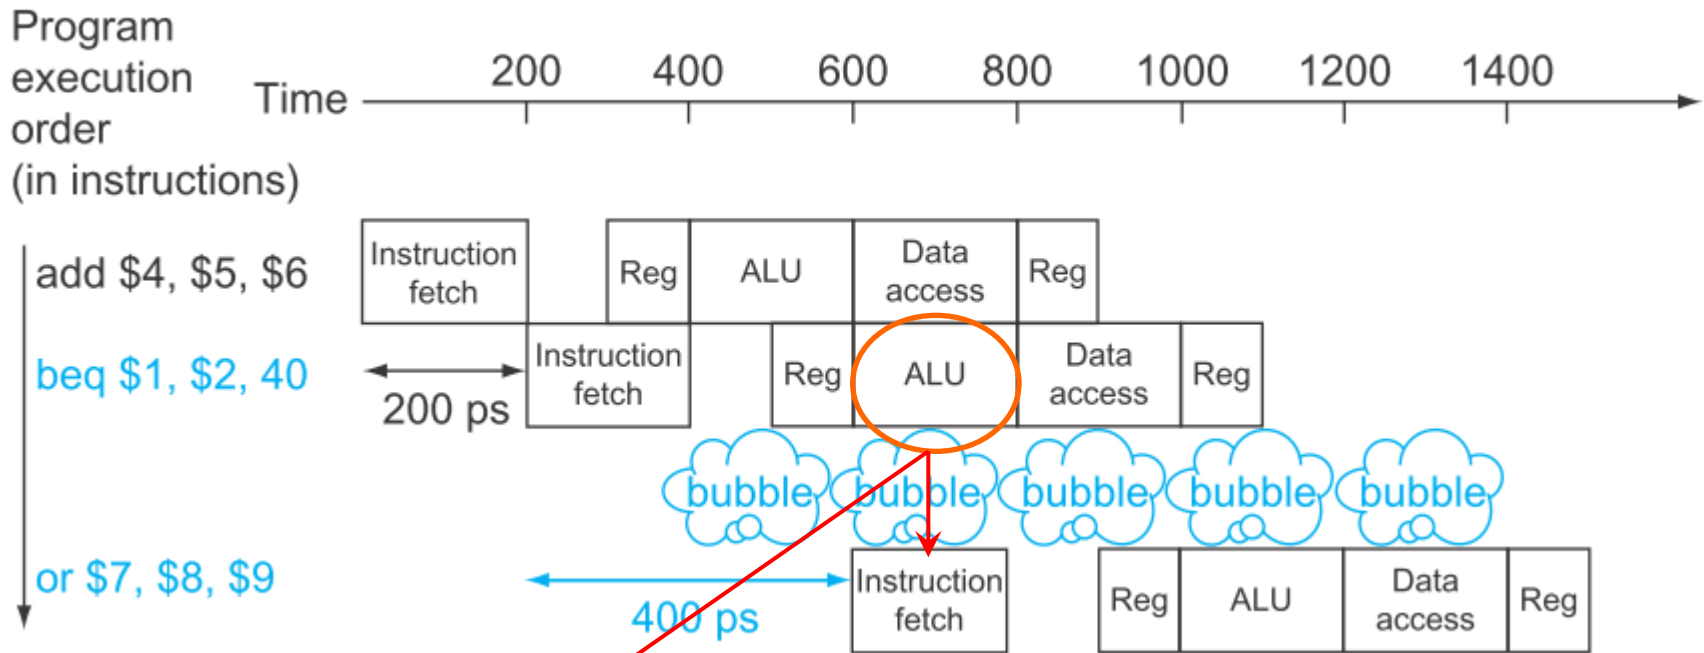 Program
execution
order
(in instructions)
Time
200 400 600 800 1000 1200 1400
add $4, $5, $6
Instruction
fetch
Reg
ALU
Data
access
Reg
beq $1, $2, 40
200 ps
Instruction
fetch
Reg
ALU
Data
access
Reg
bubble bubble bubble bubble bubble
or $7, $8, $9
400 ps
Instruction
fetch
Reg
ALU
Data
access
Reg